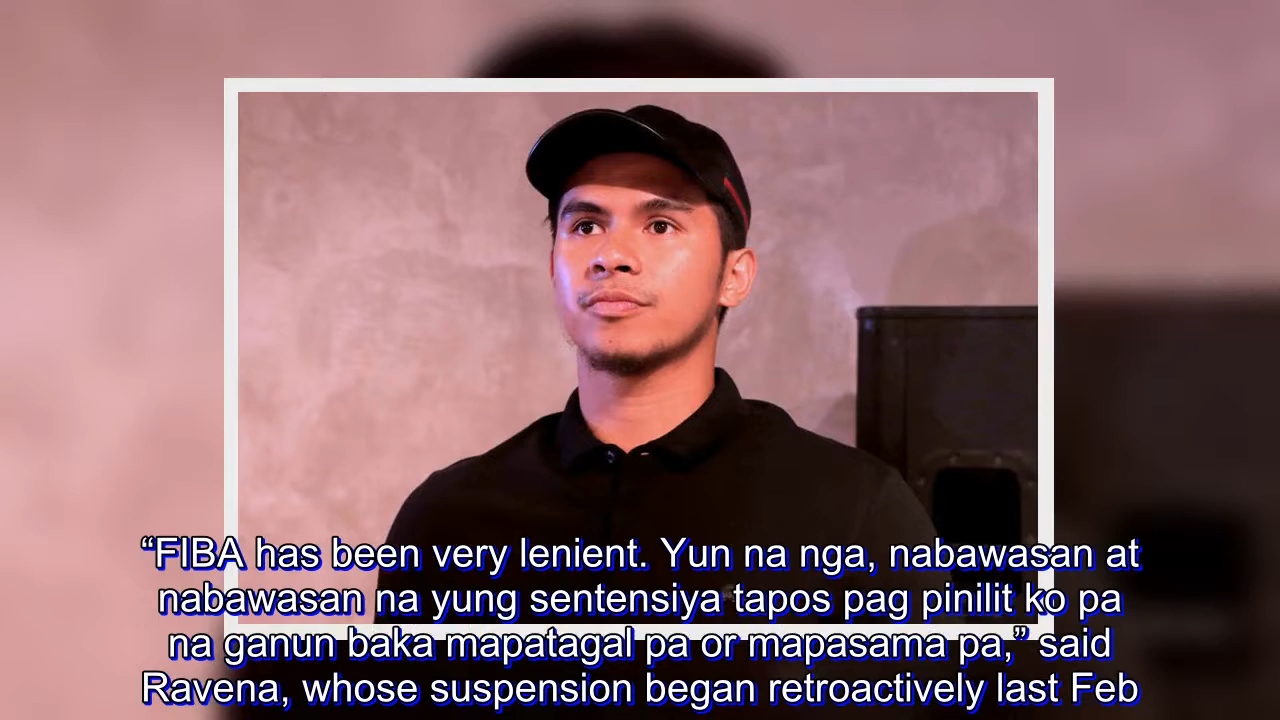 “FIBA has been very lenient. Yun na nga, nabawasan at
nabawasan na yung sentensiya tapos pag pinilit ko pa
na ganun baka mapatagal pa or mapasama pa,” said
Ravena, whose suspension began retroactively last Feb